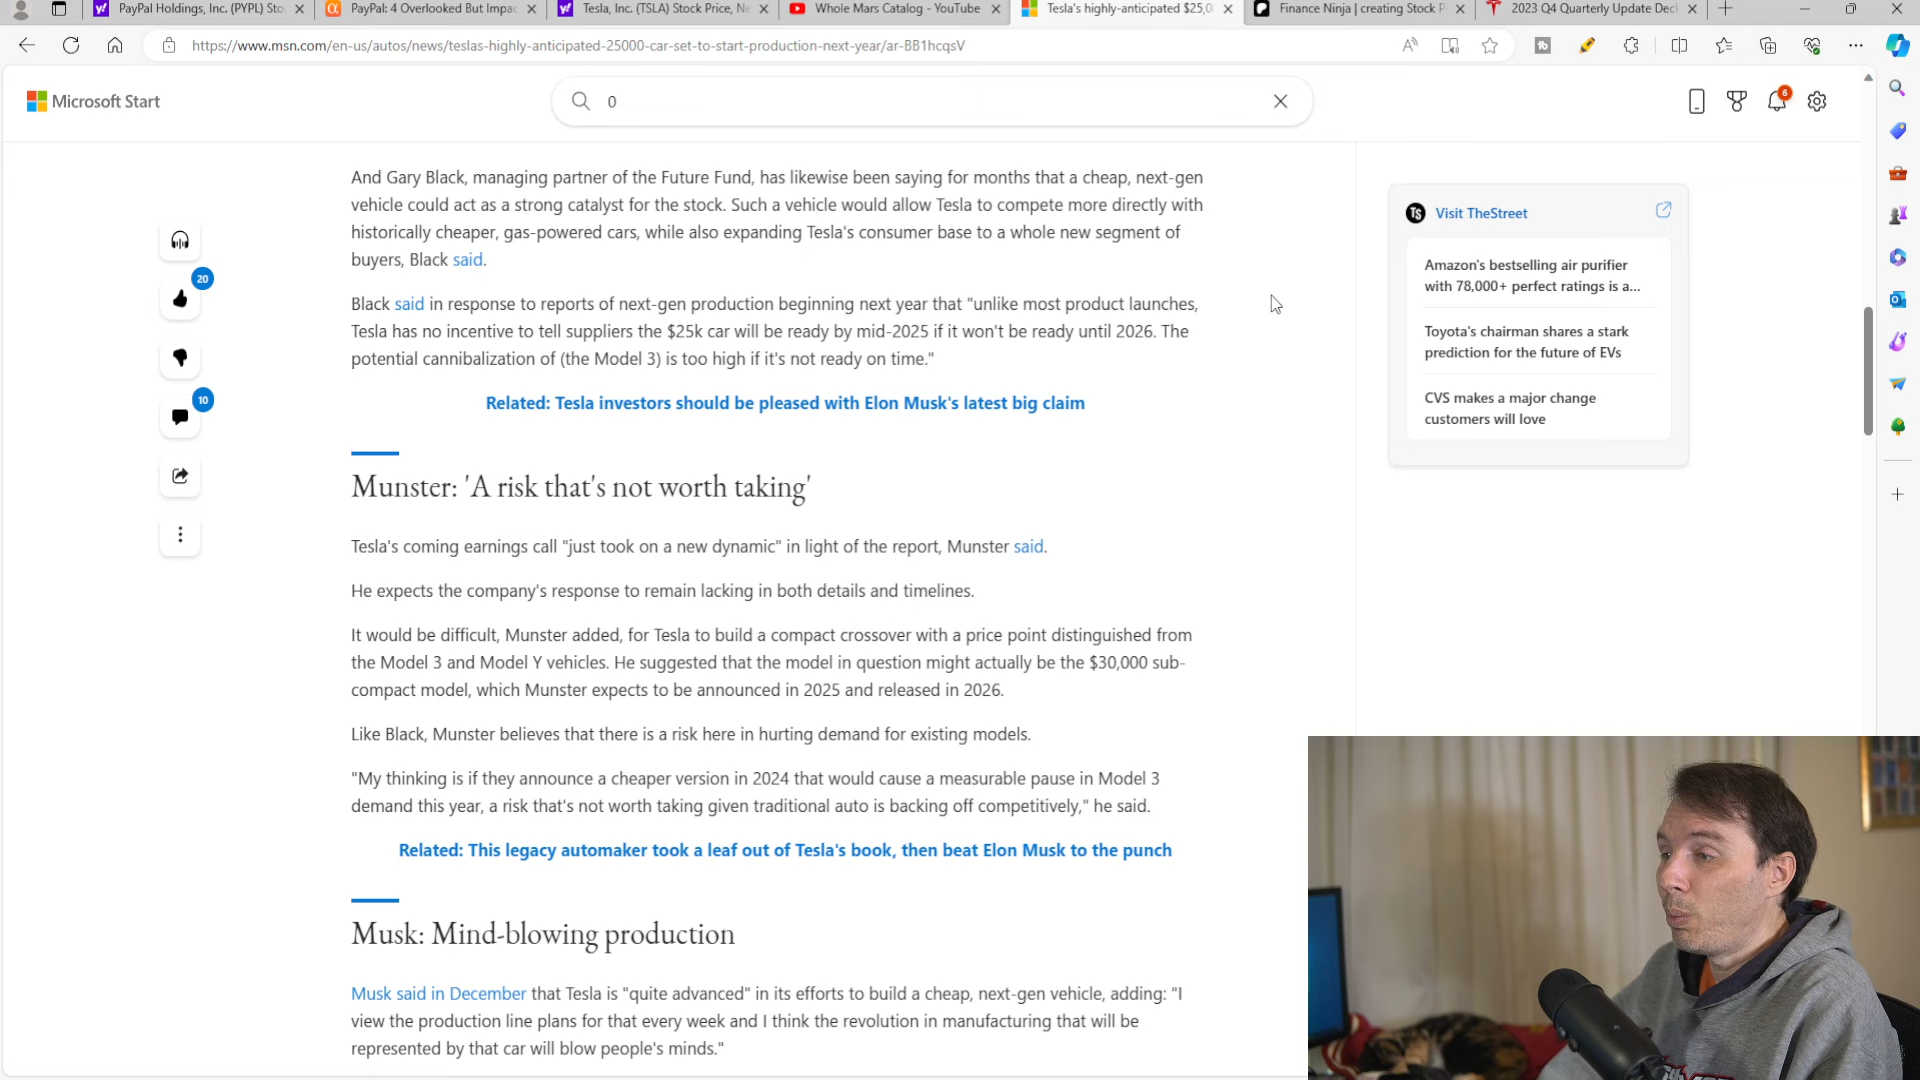 PayPal Holdings, Inc. (PYPL) Sto
PayPal: 4 Overlooked But Impac
Tesla, Inc. (TSLA) Stock Price, Ne
Whole Mars Catalog - YouTube
Tesla's highly-anticipated $25,0
Finance Ninja | creating Stock P
2023 Q4 Quarterly Update Deck
https://www.msn.com/en-us/autos/news/teslas-highly-anticipated-25000-car-set-to-start-production-next-year/ar-BB1hcqsV
Microsoft Start
0
6
And Gary Black, managing partner of the Future Fund, has likewise been saying for months that a cheap, next-gen
vehicle could act as a strong catalyst for the stock. Such a vehicle would allow Tesla to compete more directly with
historically cheaper, gas-powered cars, while also expanding Tesla's consumer base to a whole new segment of
buyers, Black said.
20
Black said in response to reports of next-gen production beginning next year that "unlike most product launches,
Tesla has no incentive to tell suppliers the $25k car will be ready by mid-2025 if it won't be ready until 2026. The
potential cannibalization of (the Model 3) is too high if it's not ready on time."
10
Related: Tesla investors should be pleased with Elon Musk's latest big claim
Munster: 'A risk that's not worth taking'
Tesla's coming earnings call "just took on a new dynamic" in light of the report, Munster said.
He expects the company's response to remain lacking in both details and timelines.
It would be difficult, Munster added, for Tesla to build a compact crossover with a price point distinguished from
the Model 3 and Model Y vehicles. He suggested that the model in question might actually be the $30,000 sub-
compact model, which Munster expects to be announced in 2025 and released in 2026.
Like Black, Munster believes that there is a risk here in hurting demand for existing models.
"My thinking is if they announce a cheaper version in 2024 that would cause a measurable pause in Model 3
demand this year, a risk that's not worth taking given traditional auto is backing off competitively," he said.
Related: This legacy automaker took a leaf out of Tesla's book, then beat Elon Musk to the punch
Musk: Mind-blowing production
Musk said in December that Tesla is "quite advanced" in its efforts to build a cheap, next-gen vehicle, adding: "I
view the production line plans for that every week and I think the revolution in manufacturing that will be
represented by that car will blow people's minds."
TS Visit TheStreet
Amazon's bestselling air purifier
with 78,000+ perfect ratings is a...
Toyota's chairman shares a stark
prediction for the future of EVs
CVS makes a major change
customers will love